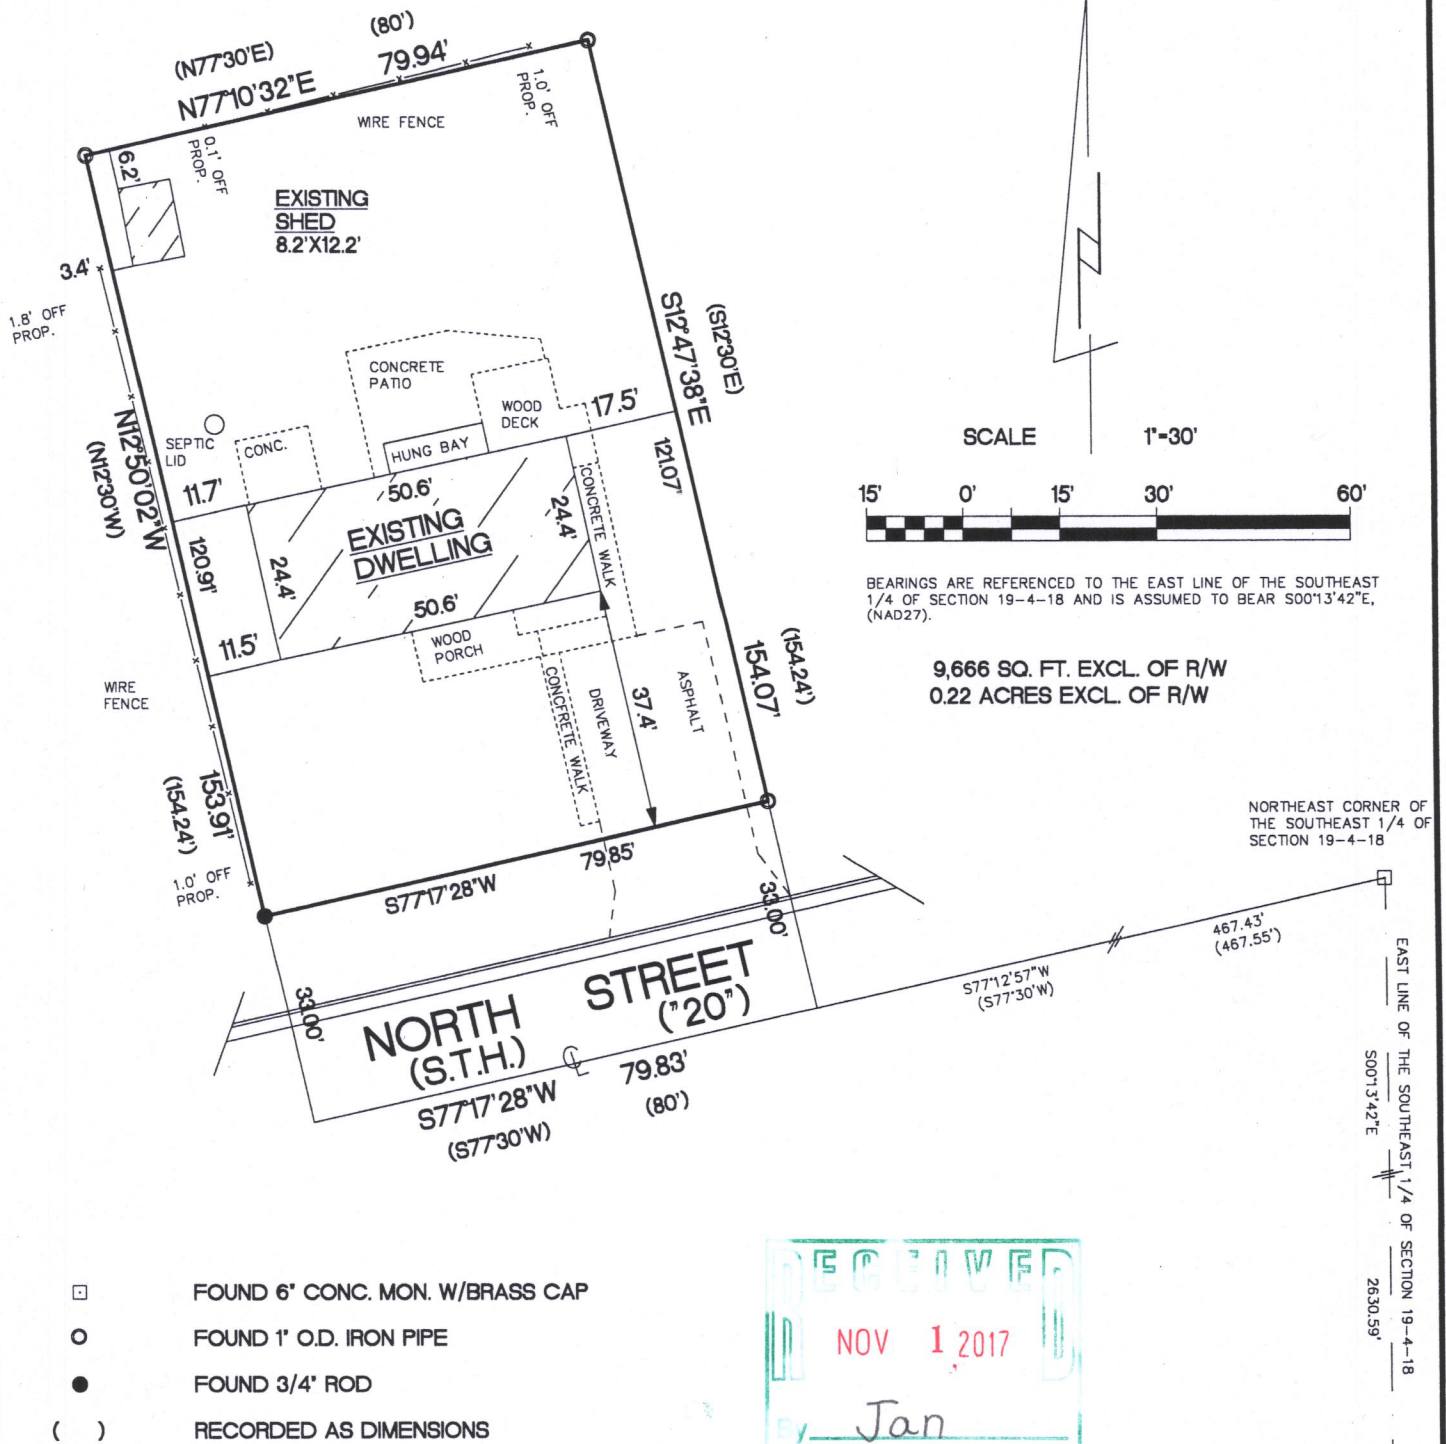 (80')
(N77°30'E)
79.94'
N77°10'32"E
1.0' OFF
PROP.
WIRE FENCE
0.1' OFF
PROP.
6.2'
EXISTING
SHED
8.2'X12.2'
3.4'
1.8' OFF
PROP.
S12°47'38"E
(S12°30'E)
CONCRETE
PATIO
WOOD
DECK
17.5'
SEPTIC
LID
CONC.
HUNG BAY
N12°50'02"W
(N12°30'W)
11.7'
50.6'
121.07'
CONCRETE WALK
EXISTING
DWELLING
24.4'
120.91'
24.4'
50.6'
11.5'
WOOD
PORCH
WIRE
FENCE
CONCFRETE WALK
DRIVEWAY
37.4'
ASPHALT
154.07'
(154.24')
153.91'
(154.24')
1.0' OFF
PROP.
79.85'
S77°17'28"W
33.00'
33.00'
NORTH STREET
(S.T.H.) ("20")
CL
79.83'
S77°17'28"W
(80')
(S77°30'W)
SCALE 1"=30'
15' 0' 15' 30' 60'
BEARINGS ARE REFERENCED TO THE EAST LINE OF THE SOUTHEAST
1/4 OF SECTION 19-4-18 AND IS ASSUMED TO BEAR S00°13'42"E,
(NAD27).
9,666 SQ. FT. EXCL. OF R/W
0.22 ACRES EXCL. OF R/W
NORTHEAST CORNER OF
THE SOUTHEAST 1/4 OF
SECTION 19-4-18
467.43'
(467.55')
S77°12'57"W
(S77°30'W)
EAST LINE OF THE SOUTHEAST 1/4 OF SECTION 19-4-18
S00°13'42"E 2630.59'
FOUND 6" CONC. MON. W/BRASS CAP
FOUND 1" O.D. IRON PIPE
FOUND 3/4" ROD
( ) RECORDED AS DIMENSIONS
RECEIVED
NOV 1 2017
By Jan